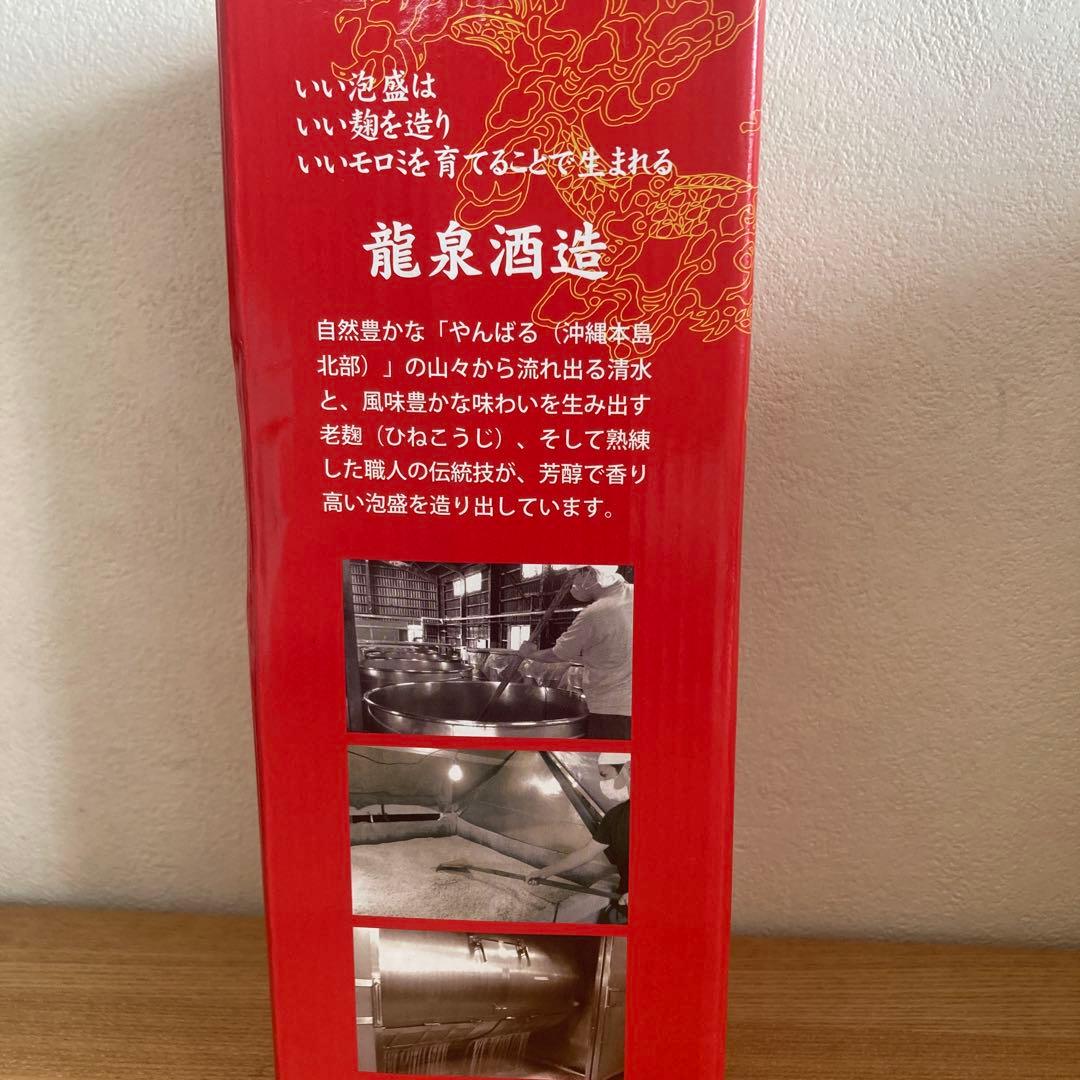 いい泡盛は
いい麹を造り
いいモロミを育てることで生まれる
龍泉酒造
自然豊かな「やんばる（沖縄本島
北部）」の山々から流れ出る清水
と、風味豊かな味わいを生み出す
老麹（ひねこうじ）、そして熟練
した職人の伝統技が、芳醇で香り
高い泡盛を造り出しています。